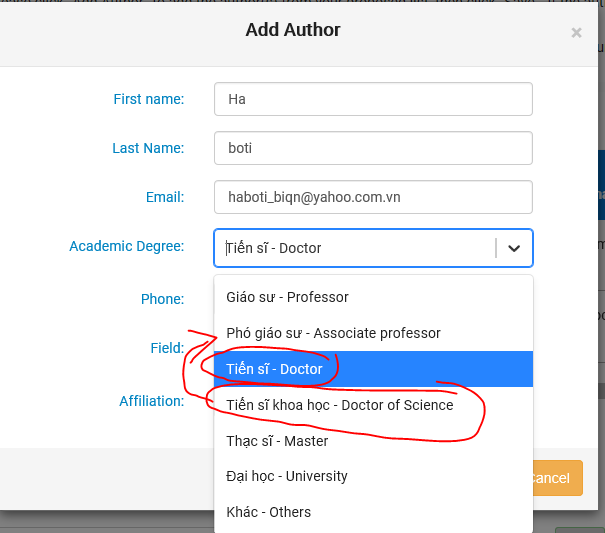 Add Author
×
First name: Ha
Last Name: boti
Email: haboti_biqn@yahoo.com.vn
Academic Degree: Tiến sĩ - Doctor
Phone:
Field:
Affiliation:
Giáo sư - Professor
Phó giáo sư - Associate professor
Tiến sĩ - Doctor
Tiến sĩ khoa học - Doctor of Science
Thạc sĩ - Master
Đại học - University
Khác - Others
Cancel